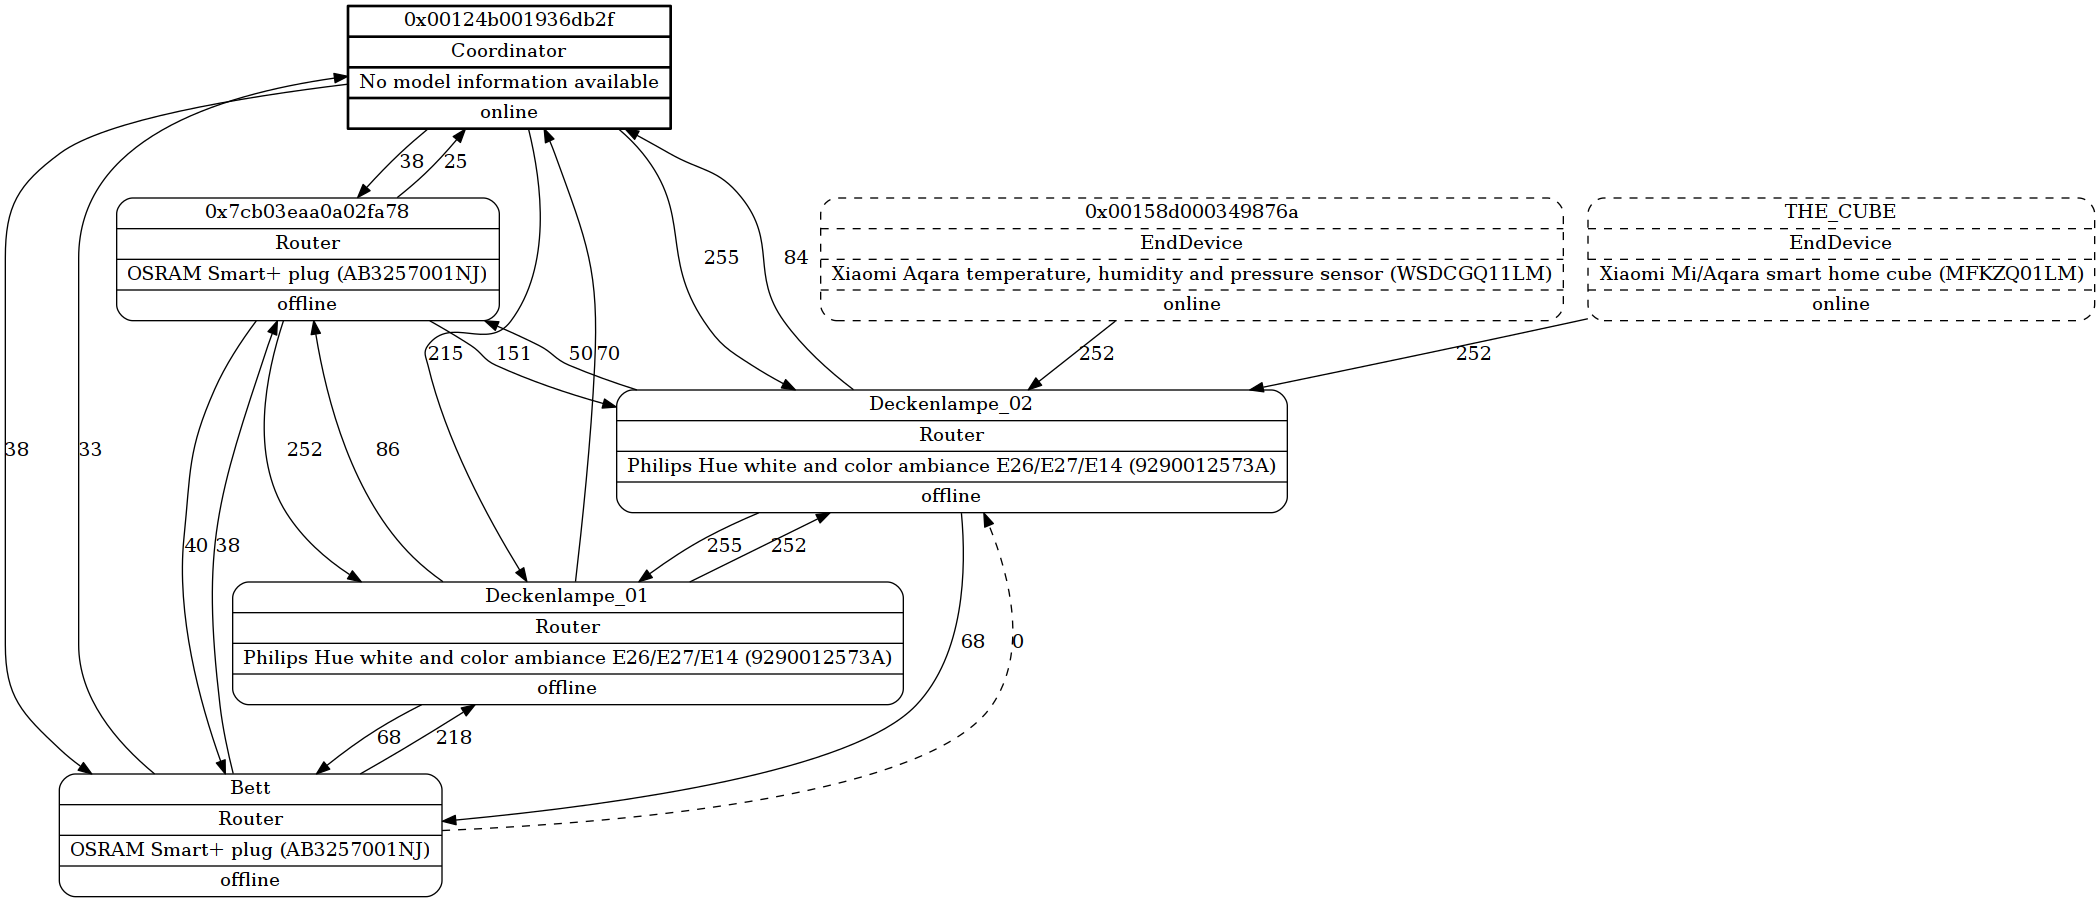 0x00124b001936db2f
Coordinator
No model information available
online
38
25
0x7cb03eaa0a02fa78
Router
OSRAM Smart+ plug (AB3257001NJ)
offline
255
84
0x00158d000349876a
EndDevice
Xiaomi Aqara temperature, humidity and pressure sensor (WSDCGQ11LM)
online
THE_CUBE
EndDevice
Xiaomi Mi/Aqara smart home cube (MFKZQ01LM)
online
215
151
50
70
252
252
Deckenlampe_02
Router
Philips Hue white and color ambiance E26/E27/E14 (9290012573A)
offline
38
33
252
86
40
38
255
252
Deckenlampe_01
Router
Philips Hue white and color ambiance E26/E27/E14 (9290012573A)
offline
68
0
68
218
Bett
Router
OSRAM Smart+ plug (AB3257001NJ)
offline